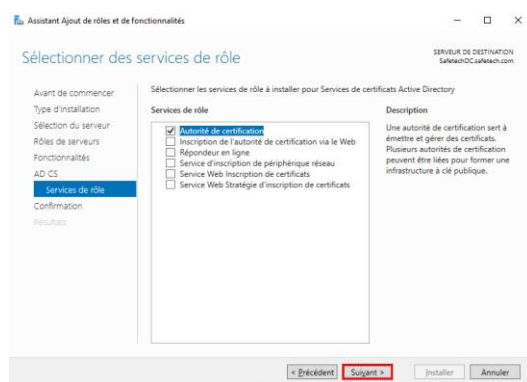 Assistant Ajout de rôles et de fonctionnalités
Sélectionner des services de rôle
SERVEUR DE DESTINATION
SafetechDC.safetech.com
Avant de commencer
Type d'installation
Sélection du serveur
Rôles de serveurs
Fonctionnalités
AD CS
Services de rôle
Confirmation
Résultats
Sélectionner les services de rôle à installer pour Services de certificats Active Directory
Services de rôle
Autorité de certification
Inscription de l'autorité de certification via le Web
Répondeur en ligne
Service d'inscription de périphérique réseau
Service Web Inscription de certificats
Service Web Stratégie d'inscription de certificats
Description
Une autorité de certification sert à
émettre et gérer des certificats.
Plusieurs autorités de certification
peuvent être liées pour former une
infrastructure à clé publique.
< Précédent
Suivant >
Installer
Annuler